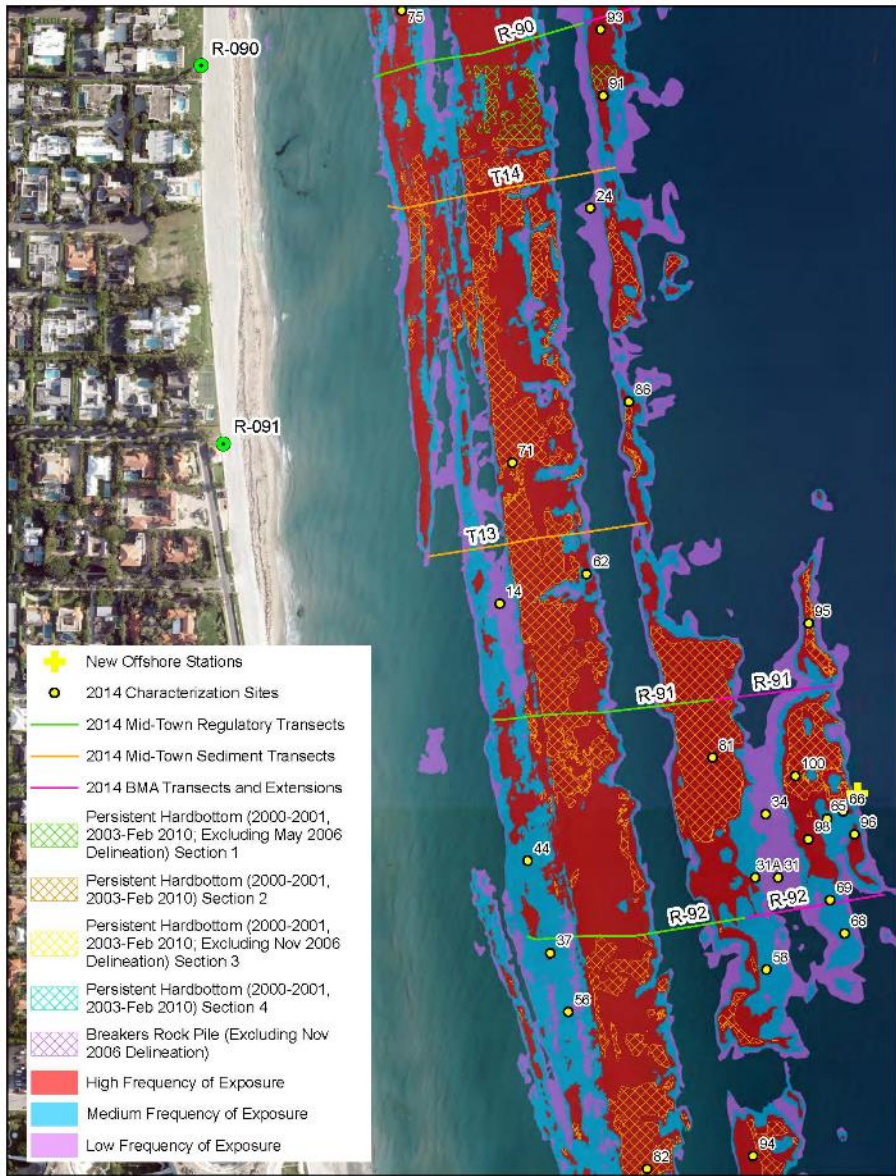 75
93
R-090
R-90
91
T14
24
86
R-091
71
T13
62
14
95
R-91
R-91
81
100
34
65
66
96
98
44
31A
31
69
R-92
R-92
68
37
58
56
94
82
New Offshore Stations
2014 Characterization Sites
2014 Mid-Town Regulatory Transects
2014 Mid-Town Sediment Transects
2014 BMA Transects and Extensions
Persistent Hardbottom (2000-2001,
2003-Feb 2010; Excluding May 2006
Delineation) Section 1
Persistent Hardbottom (2000-2001,
2003-Feb 2010) Section 2
Persistent Hardbottom (2000-2001,
2003-Feb 2010; Excluding Nov 2006
Delineation) Section 3
Persistent Hardbottom (2000-2001,
2003-Feb 2010) Section 4
Breakers Rock Pile (Excluding Nov
2006 Delineation)
High Frequency of Exposure
Medium Frequency of Exposure
Low Frequency of Exposure